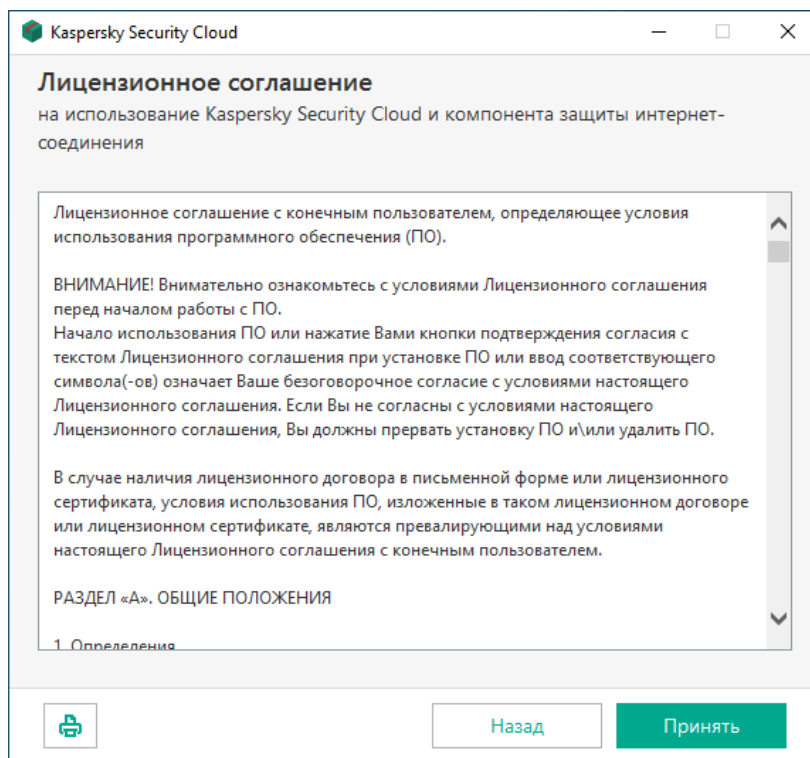 Kaspersky Security Cloud
Лицензионное соглашение
на использование Kaspersky Security Cloud и компонента защиты интернет-
соединения
Лицензионное соглашение с конечным пользователем, определяющее условия
использования программного обеспечения (ПО).
ВНИМАНИЕ! Внимательно ознакомьтесь с условиями Лицензионного соглашения
перед началом работы с ПО.
Начало использования ПО или нажатие Вами кнопки подтверждения согласия с
текстом Лицензионного соглашения при установке ПО или ввод соответствующего
символа(-ов) означает Ваше безоговорочное согласие с условиями настоящего
Лицензионного соглашения. Если Вы не согласны с условиями настоящего
Лицензионного соглашения, Вы должны прервать установку ПО и\или удалить ПО.
В случае наличия лицензионного договора в письменной форме или лицензионного
сертификата, условия использования ПО, изложенные в таком лицензионном договоре
или лицензионном сертификате, являются превалирующими над условиями
настоящего Лицензионного соглашения с конечным пользователем.
РАЗДЕЛ «А». ОБЩИЕ ПОЛОЖЕНИЯ
1. Определения
Назад
Принять